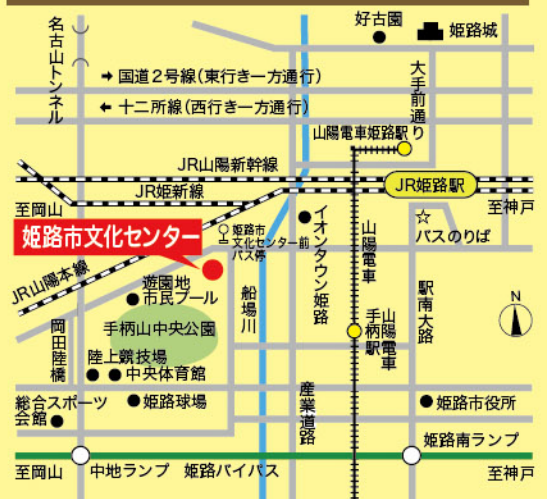 好古園
姫路城
名古山トンネル
→ 国道2号線(東行き一方通行)
← 十二所線(西行き一方通行)
大手前通り
山陽電車姫路駅
JR山陽新幹線
JR姫新線
JR姫路駅
至岡山
至神戸
姫路市文化センター
姫路市
文化センター前
バス停
イオンタウン姫路
山陽電車
☆
バスのりば
JR山陽本線
遊園地
市民プール
船場川
駅南大路
N
手柄山中央公園
山陽電車
手柄駅
岡田陸橋
陸上競技場
中央体育館
産業道路
総合スポーツ
会館
姫路球場
姫路市役所
姫路南ランプ
至岡山
中地ランプ
姫路バイパス
至神戸